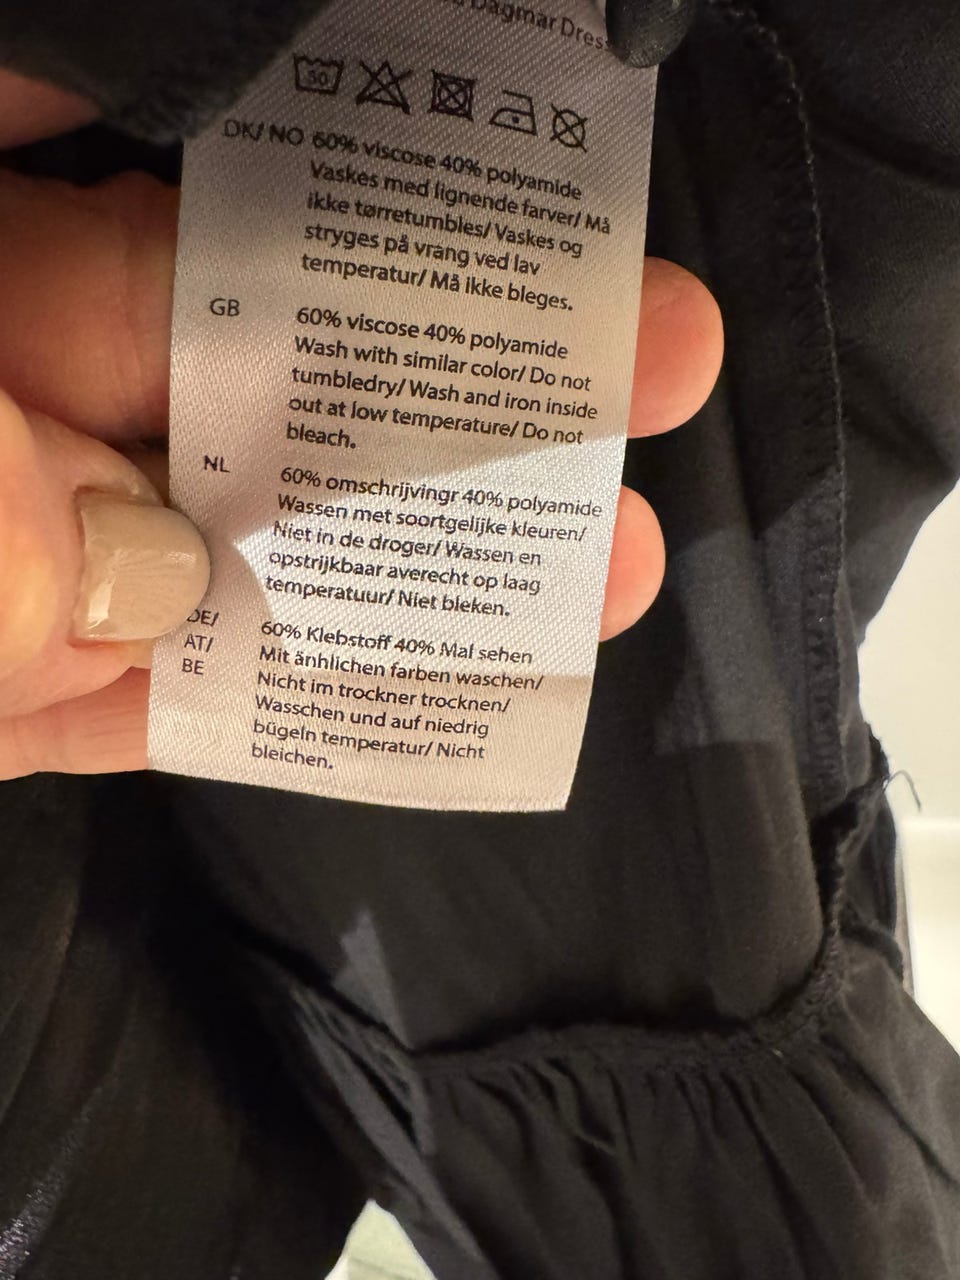 Dagmar Dress
30
DK/ NO 60% viscose 40% polyamide
Vaskes med lignende farver/ Må
ikke tørretumbles/ Vaskes og
stryges på vrang ved lav
temperatur/ Må ikke bleges.
GB 60% viscose 40% polyamide
Wash with similar color/ Do not
tumbledry/ Wash and iron inside
out at low temperature/ Do not
bleach.
NL 60% omschrijvingr 40% polyamide
Wassen met soortgelijke kleuren/
Niet in de droger/ Wassen en
opstrijkbaar averecht op laag
temperatuur/ Niet bleken.
DE/ 60% Klebstoff 40% Mal sehen
AT/ Mit änhlichen farben waschen/
BE Nicht im trockner trocknen/
Wasschen und auf niedrig
bügeln temperatur/ Nicht
bleichen.